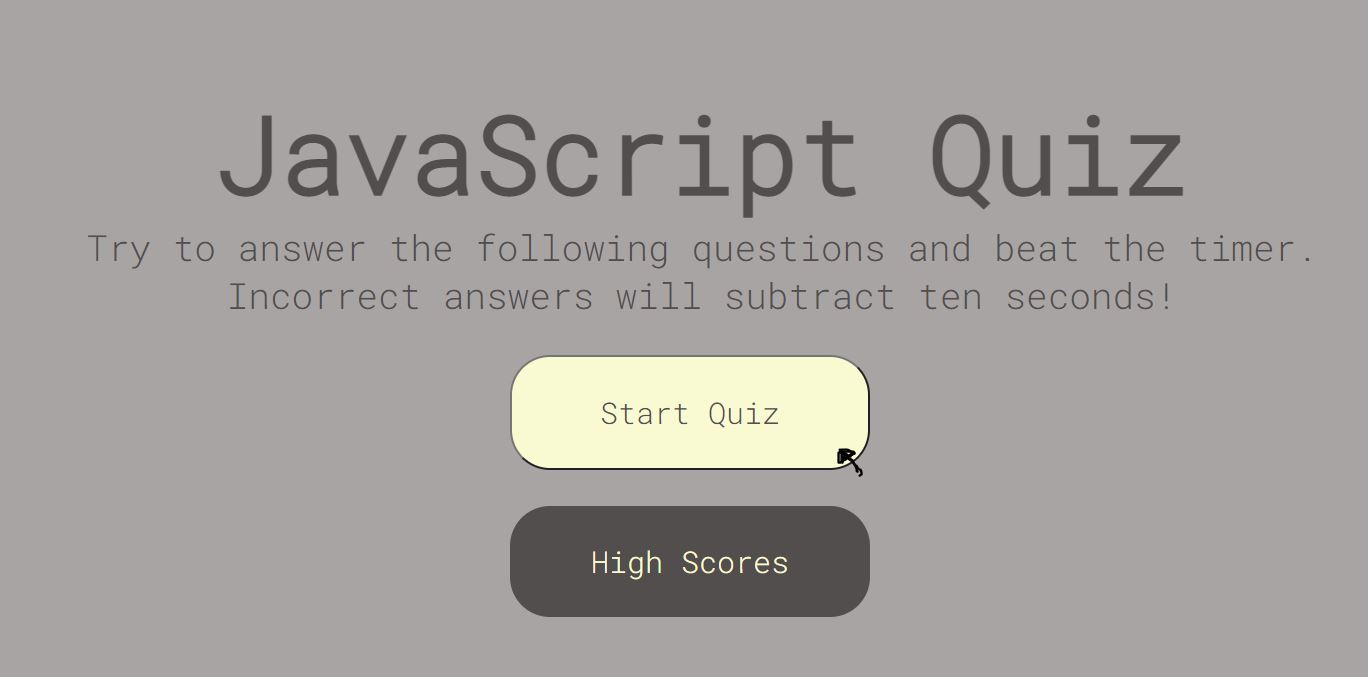 JavaScript Quiz
Try to answer the following questions and beat the timer.
Incorrect answers will subtract ten seconds!
Start Quiz
High Scores